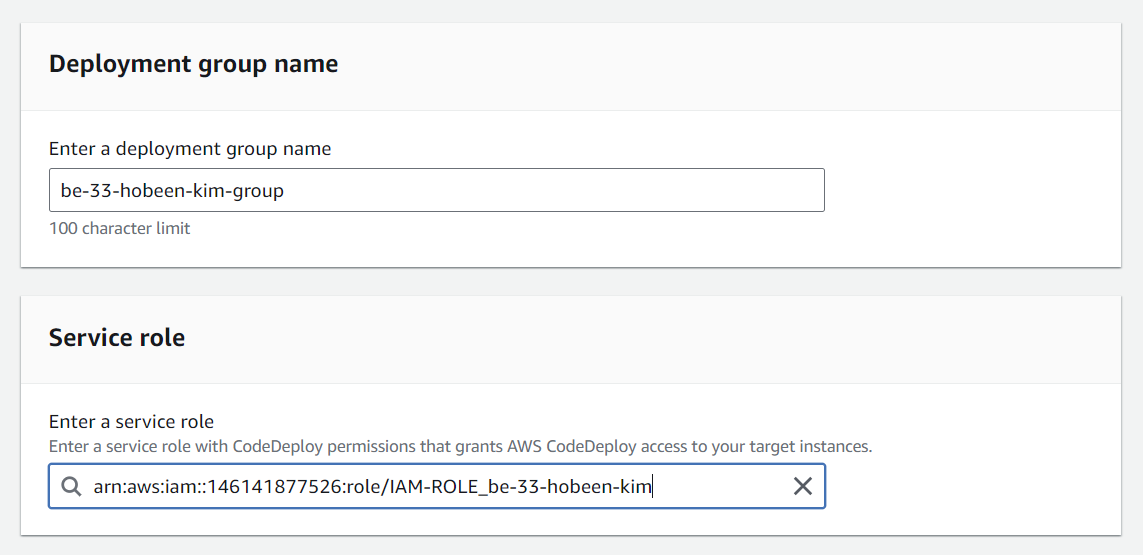 Deployment group name
Enter a deployment group name
be-33-hobeen-kim-group
100 character limit
Service role
Enter a service role
Enter a service role with CodeDeploy permissions that grants AWS CodeDeploy access to your target instances.
arn:aws:iam::146141877526:role/IAM-ROLE_be-33-hobeen-kim